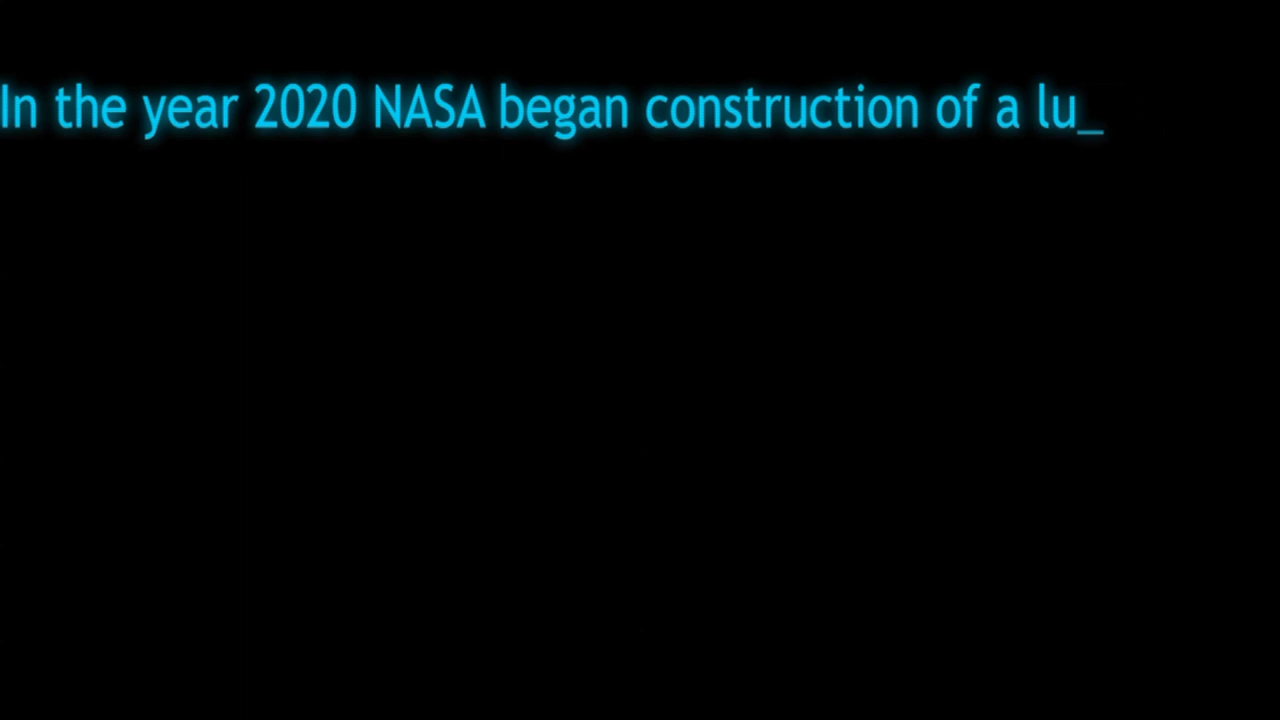 In the year 2020 NASA began construction of a lu_